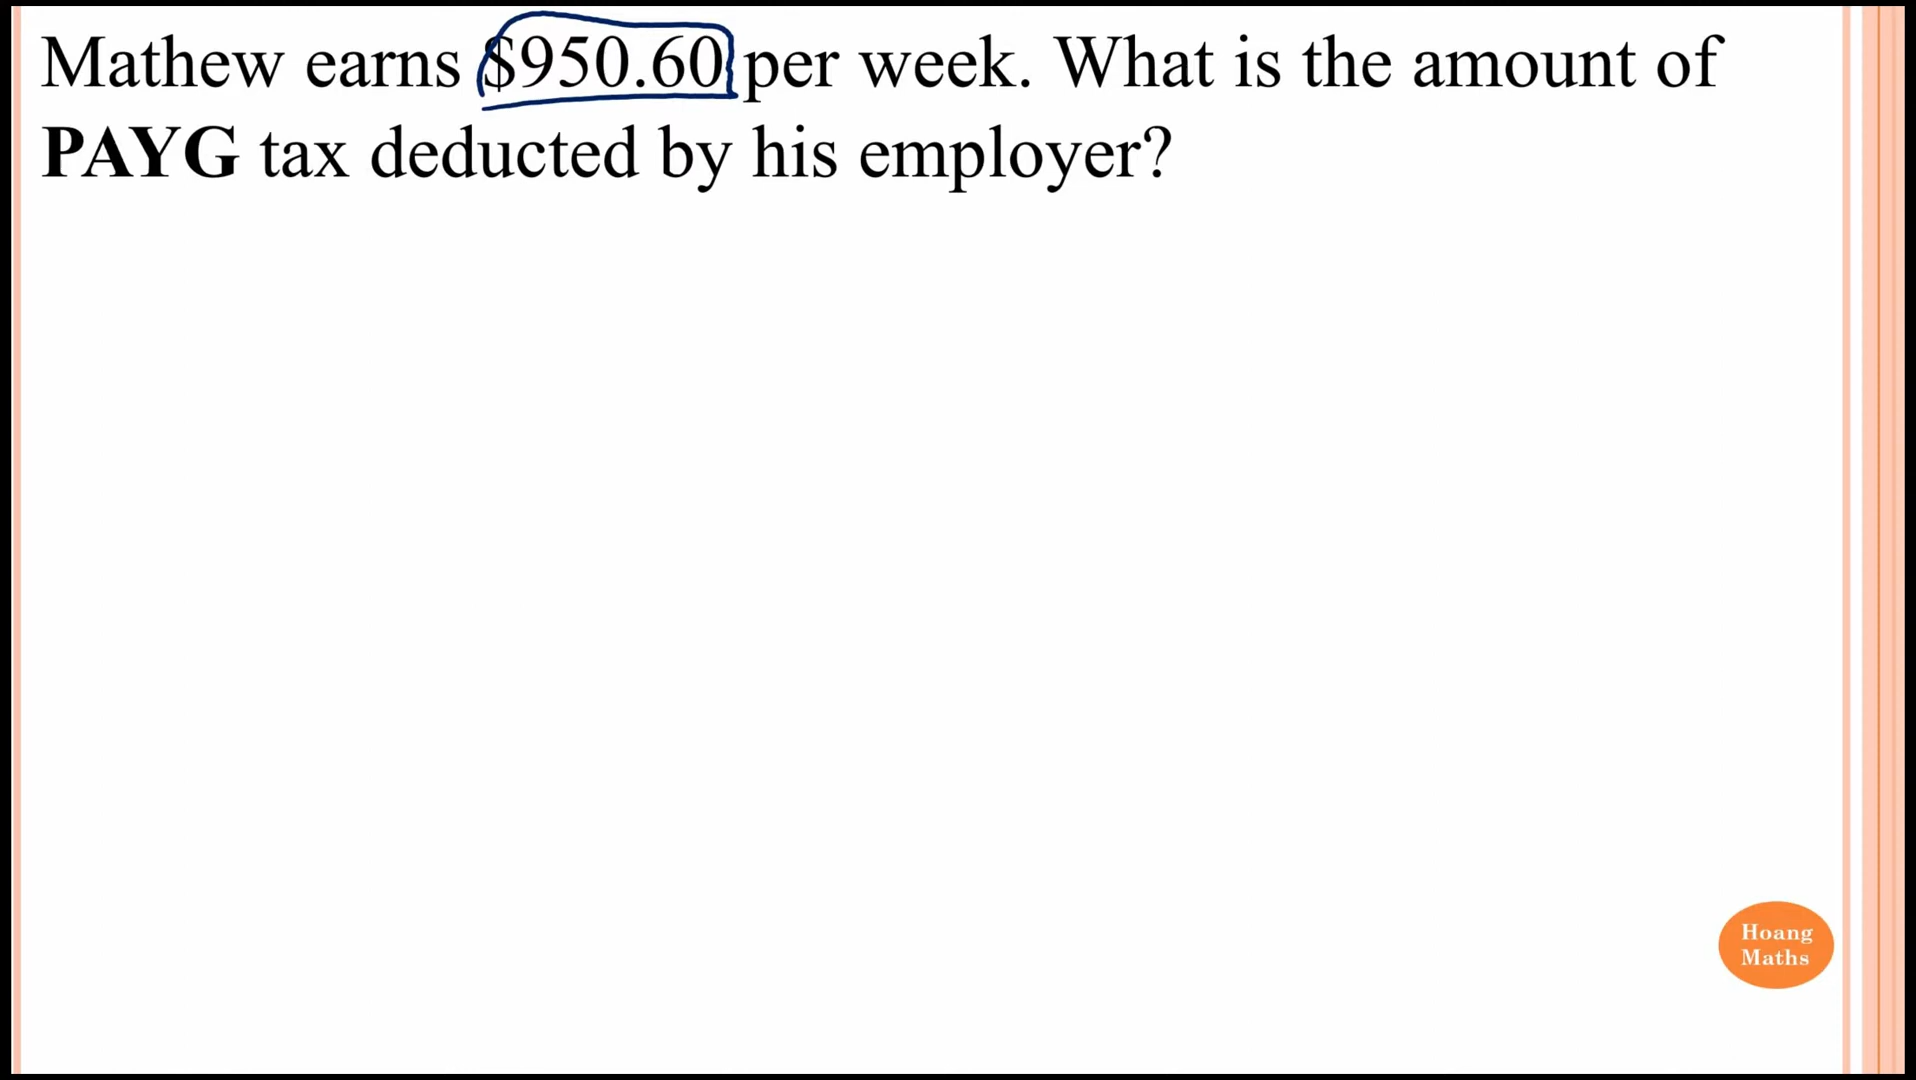 Mathew earns $950.60 per week. What is the amount of
PAYG tax deducted by his employer?
Hoang
Maths